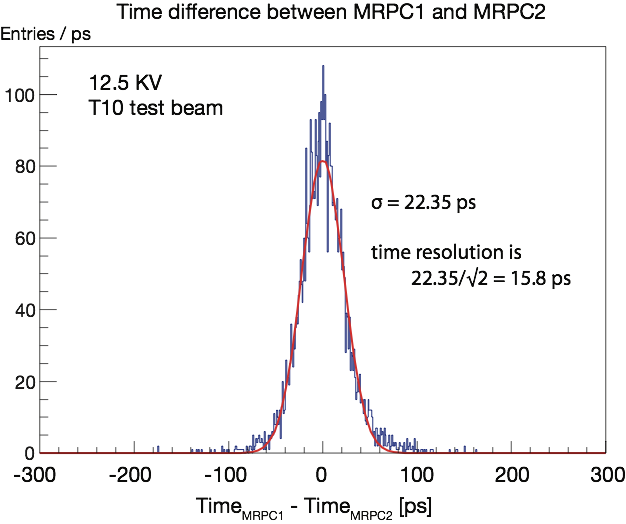 Time difference between MRPC1 and MRPC2
Entries / ps
12.5 KV
T10 test beam
100
80
60
40
20
0
σ = 22.35 ps
time resolution is
22.35/√2 = 15.8 ps
-300 -200 -100 0 100 200 300
TimeMRPC1 - TimeMRPC2 [ps]